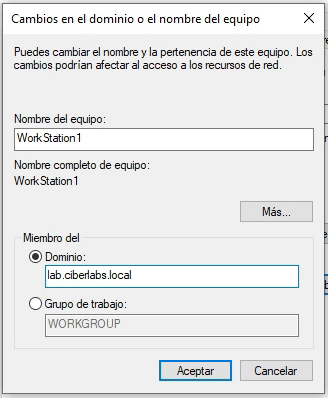 Cambios en el dominio o el nombre del equipo
Puedes cambiar el nombre y la pertenencia de este equipo. Los
cambios podrían afectar al acceso a los recursos de red.
Nombre del equipo:
WorkStation1
Nombre completo de equipo:
WorkStation1
Más...
Miembro del
Dominio:
lab.ciberlabs.local
Grupo de trabajo:
WORKGROUP
Aceptar
Cancelar